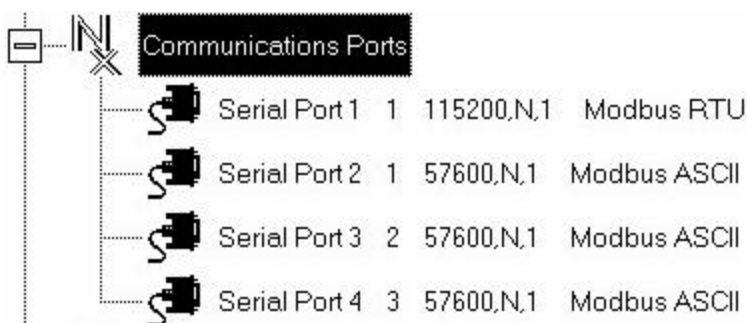 Communications Ports
Serial Port 1 1 115200,N,1 Modbus RTU
Serial Port 2 1 57600,N,1 Modbus ASCII
Serial Port 3 2 57600,N,1 Modbus ASCII
Serial Port 4 3 57600,N,1 Modbus ASCII